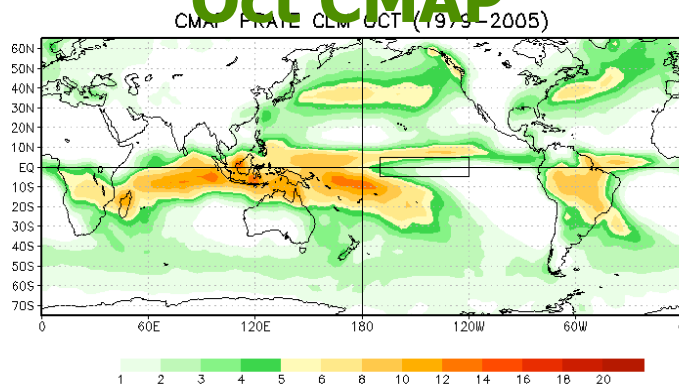 Oct CMAP
CMAP PRATE CLM OCT (1979-2005)
60N
50N
40N
30N
20N
10N
EQ
10S
20S
30S
40S
50S
60S
70S
0 60E 120E 180 120W 60W 0
1 2 3 4 5 6 8 10 12 14 16 18 20